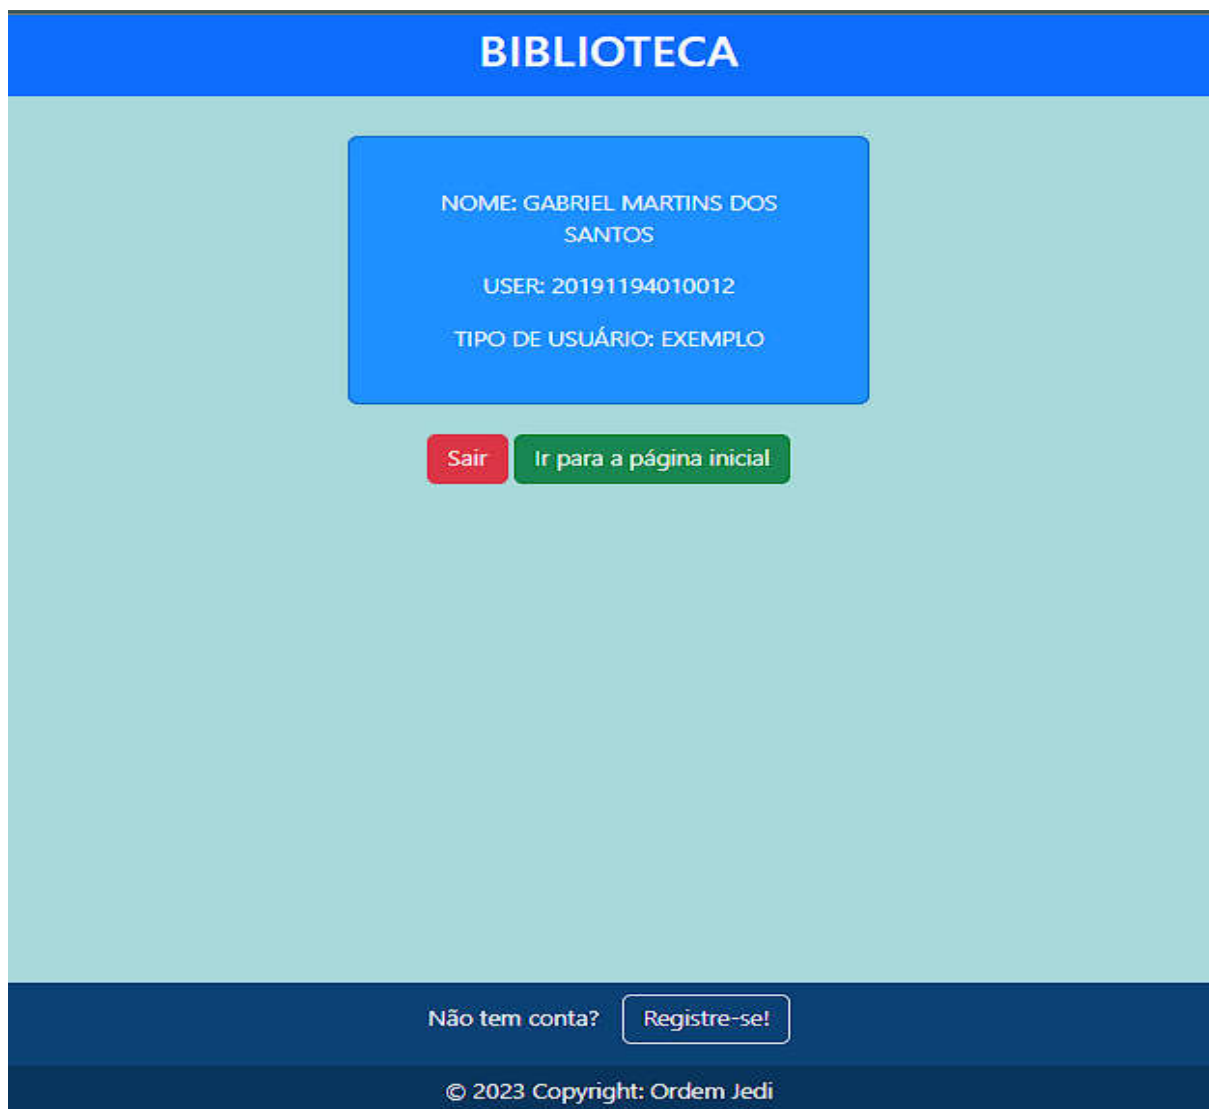 BIBLIOTECA
NOME: GABRIEL MARTINS DOS
SANTOS
USER: 20191194010012
TIPO DE USUÁRIO: EXEMPLO
Sair
Ir para a página inicial
Não tem conta?
Registre-se!
© 2023 Copyright: Ordem Jedi